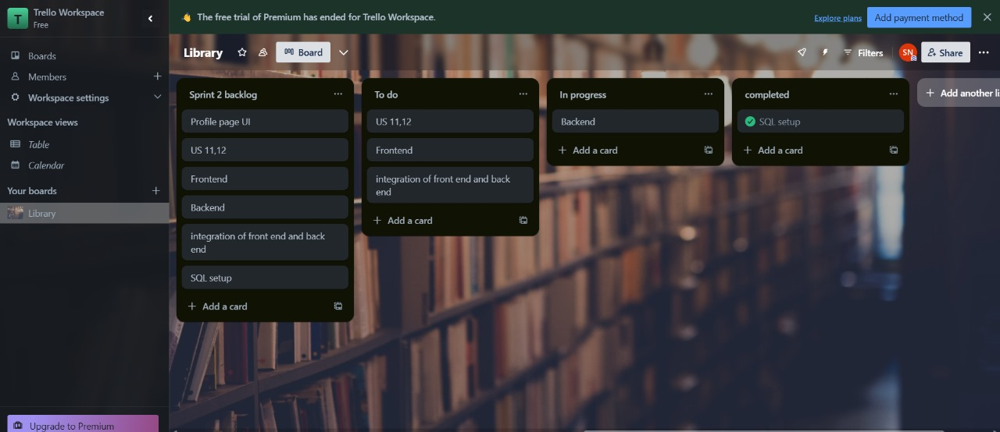 T
Trello Workspace
Free
👋 The free trial of Premium has ended for Trello Workspace.
Explore plans
Add payment method
Boards
Members
Workspace settings
Workspace views
Table
Calendar
Your boards
Library
Upgrade to Premium
Library
Board
Filters
SN
Share
Sprint 2 backlog
Profile page UI
US 11,12
Frontend
Backend
integration of front end and back
end
SQL setup
Add a card
To do
US 11,12
Frontend
integration of front end and back
end
Add a card
In progress
Backend
Add a card
completed
SQL setup
Add a card
Add another li